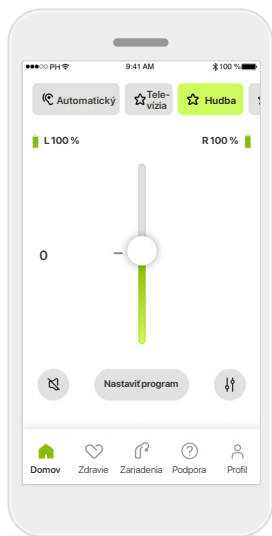 ●●●○○ PH 9:41 AM 100 %
Automatický
Tele-
vízia
Hudba
L 100 % R 100 %
0
Nastaviť program
Domov Zdravie Zariadenia Podpora Profil